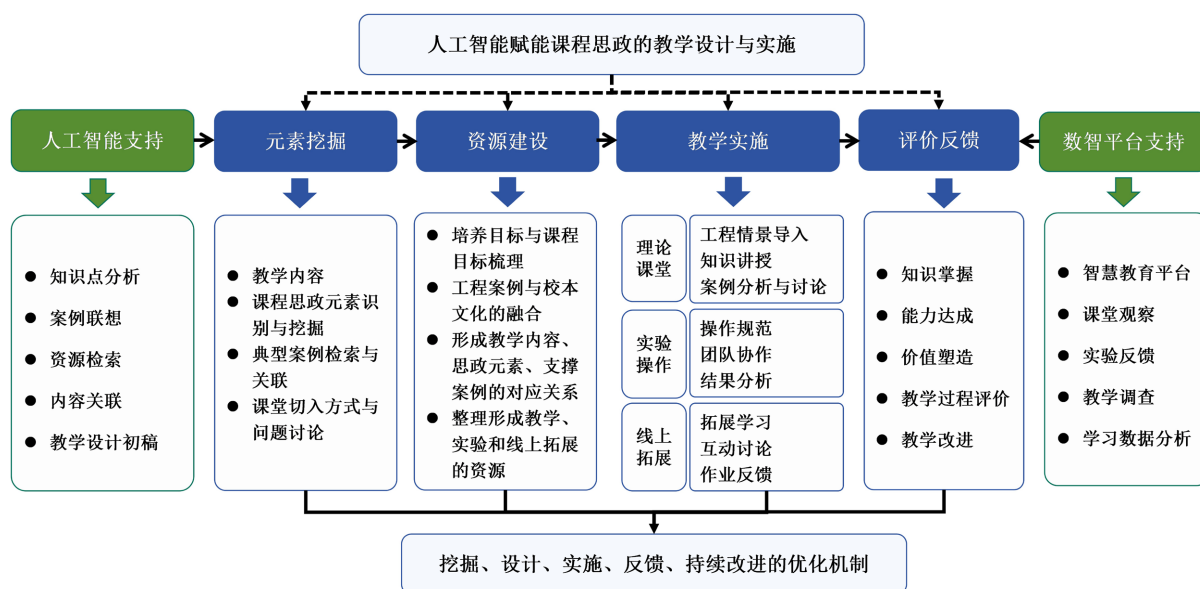 人工智能赋能课程思政的教学设计与实施
人工智能支持
元素挖掘
资源建设
教学实施
评价反馈
数智平台支持
知识点分析
案例联想
资源检索
内容关联
教学设计初稿
教学内容
课程思政元素识
别与挖掘
典型案例检索与
关联
课堂切入方式与
问题讨论
培养目标与课程
目标梳理
工程案例与校本
文化的融合
形成教学内容、
思政元素、支撑
案例的对应关系
整理形成教学、
实验和线上拓展
的资源
理论
课堂
工程情景导入
知识讲授
案例分析与讨论
实验
操作
操作规范
团队协作
结果分析
线上
拓展
拓展学习
互动讨论
作业反馈
知识掌握
能力达成
价值塑造
教学过程评价
教学改进
智慧教育平台
课堂观察
实验反馈
教学调查
学习数据分析
挖掘、设计、实施、反馈、持续改进的优化机制